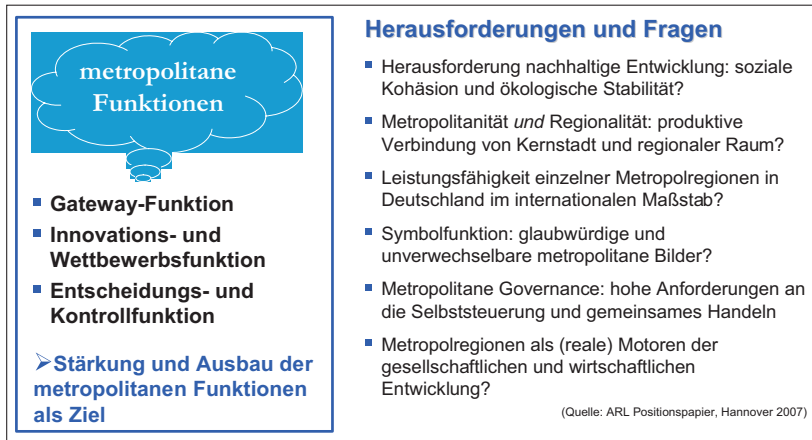 metropolitane
Funktionen
▪ Gateway-Funktion
▪ Innovations- und
Wettbewerbsfunktion
▪ Entscheidungs- und
Kontrollfunktion
➢Stärkung und Ausbau der
metropolitanen Funktionen
als Ziel
Herausforderungen und Fragen
▪ Herausforderung nachhaltige Entwicklung: soziale
Kohäsion und ökologische Stabilität?
▪ Metropolitanität und Regionalität: produktive
Verbindung von Kernstadt und regionaler Raum?
▪ Leistungsfähigkeit einzelner Metropolregionen in
Deutschland im internationalen Maßstab?
▪ Symbolfunktion: glaubwürdige und
unverwechselbare metropolitane Bilder?
▪ Metropolitane Governance: hohe Anforderungen an
die Selbststeuerung und gemeinsames Handeln
▪ Metropolregionen als (reale) Motoren der
gesellschaftlichen und wirtschaftlichen
Entwicklung?
(Quelle: ARL Positionspapier, Hannover 2007)